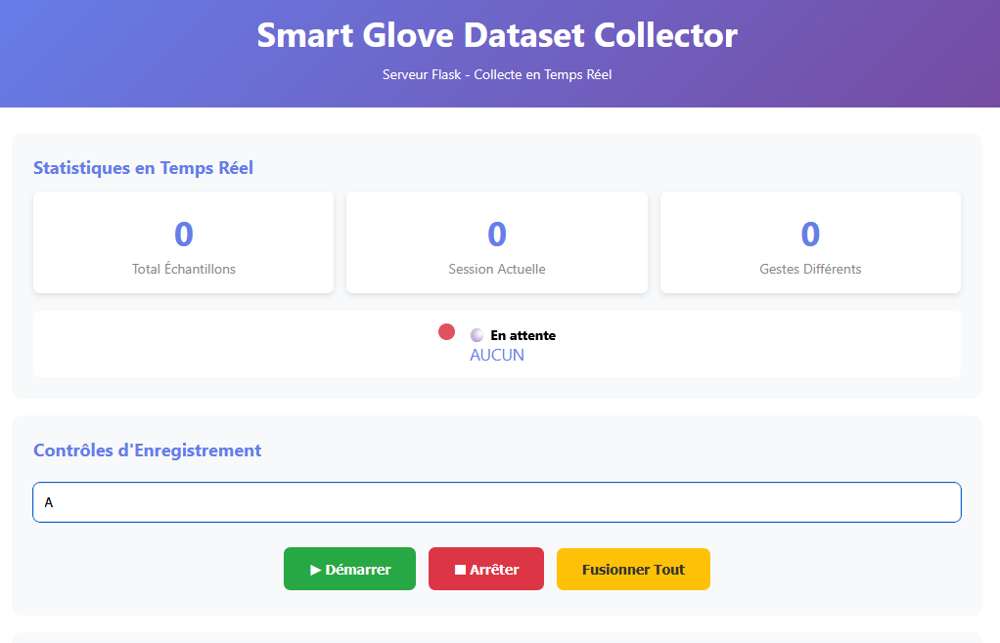 Smart Glove Dataset Collector
Serveur Flask - Collecte en Temps Réel
Statistiques en Temps Réel
0
Total Échantillons
0
Session Actuelle
0
Gestes Différents
En attente
AUCUN
Contrôles d'Enregistrement
A
▶ Démarrer
■ Arrêter
Fusionner Tout